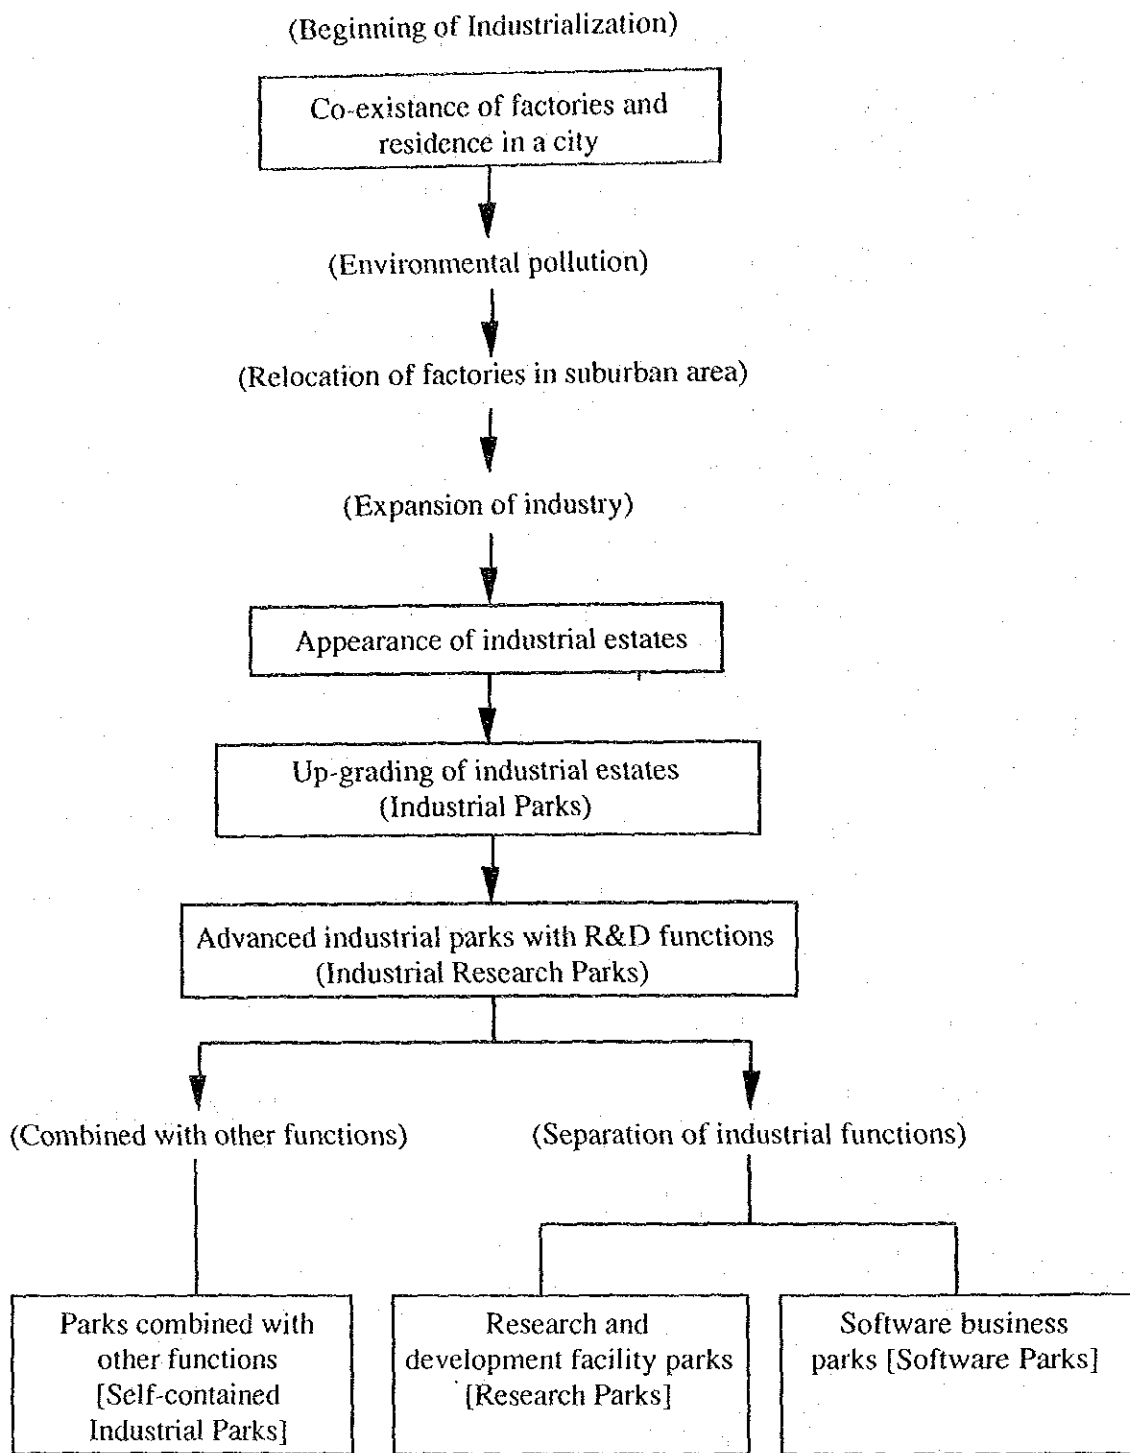 (Beginning of Industrialization)
Co-existance of factories and
residence in a city
(Environmental pollution)
(Relocation of factories in suburban area)
(Expansion of industry)
Appearance of industrial estates
Up-grading of industrial estates
(Industrial Parks)
Advanced industrial parks with R&D functions
(Industrial Research Parks)
(Combined with other functions)
(Separation of industrial functions)
Parks combined with
other functions
[Self-contained
Industrial Parks]
Research and
development facility parks
[Research Parks]
Software business
parks [Software Parks]